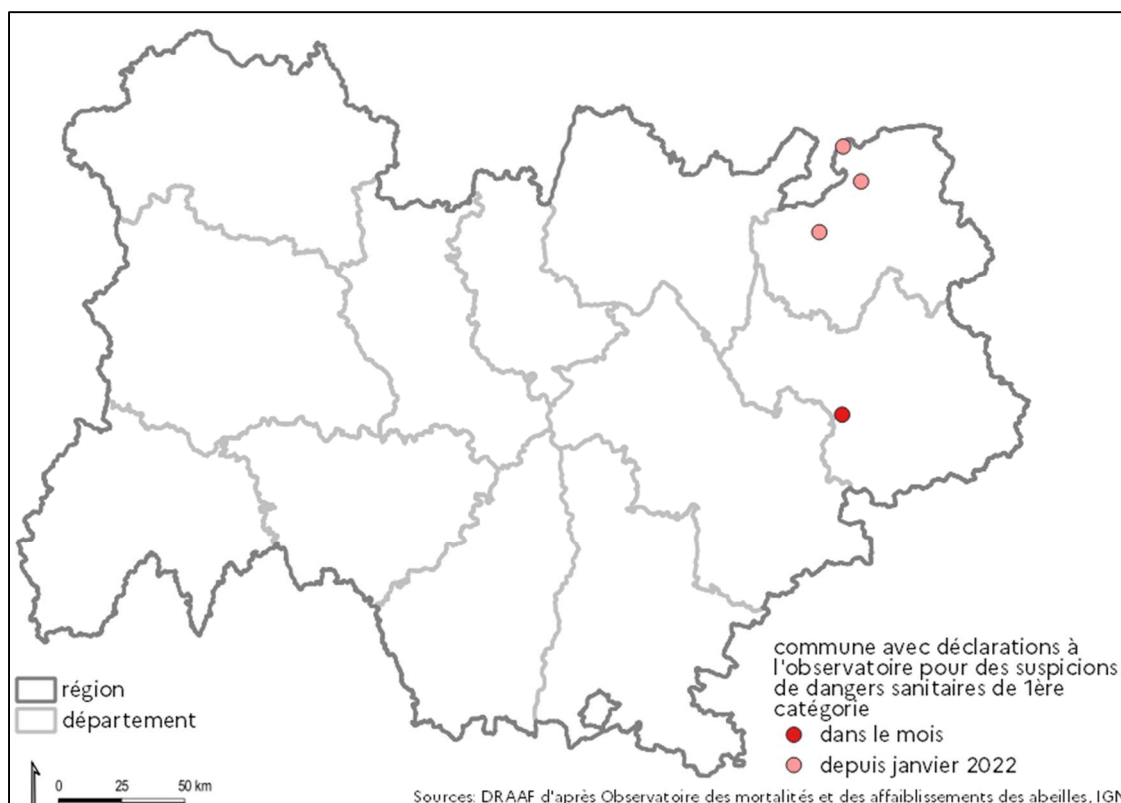 commune avec déclarations à
l'observatoire pour des suspicions
de dangers sanitaires de 1ère
catégorie
dans le mois
depuis janvier 2022
région
département
0 25 50 km
Sources: DRAAF d'après Observatoire des mortalités et des affaiblissements des abeilles, IGN